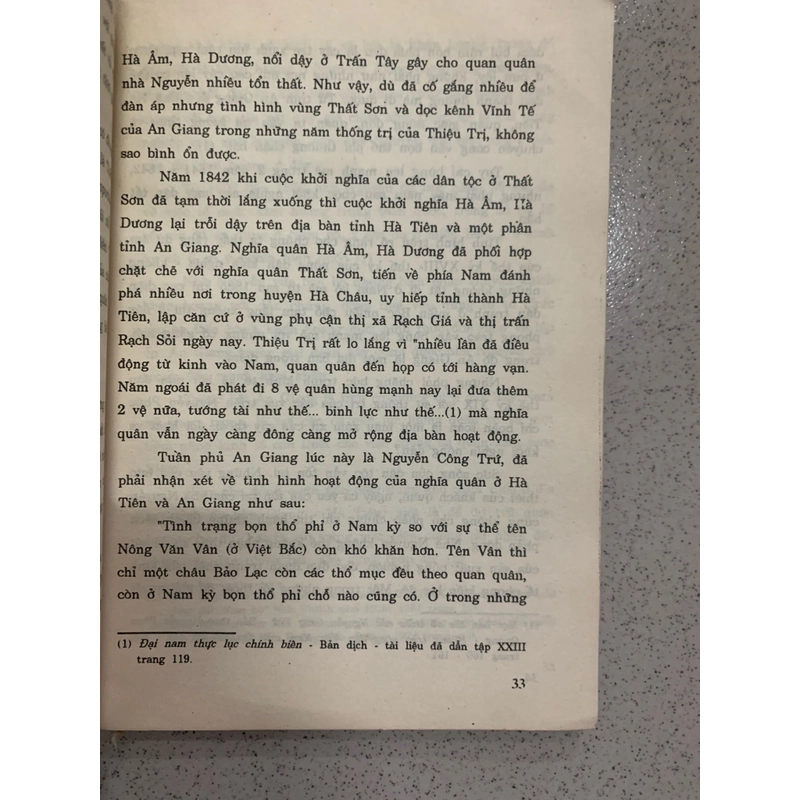 Hà Âm, Hà Dương, nổi dậy ở Trấn Tây gây cho quan quân
nhà Nguyễn nhiều tổn thất. Như vậy, dù đã cố gắng nhiều để
đàn áp nhưng tình hình vùng Thất Sơn và dọc kênh Vĩnh Tế
của An Giang trong những năm thống trị của Thiệu Trị, không
sao bình ổn được.
Năm 1842 khi cuộc khởi nghĩa của các dân tộc ở Thất
Sơn đã tạm thời lắng xuống thì cuộc khởi nghĩa Hà Âm, Hà
Dương lại trỗi dậy trên địa bàn tỉnh Hà Tiên và một phần
tỉnh An Giang. Nghĩa quân Hà Âm, Hà Dương đã phối hợp
chặt chẽ với nghĩa quân Thất Sơn, tiến về phía Nam đánh
phá nhiều nơi trong huyện Hà Châu, uy hiếp tỉnh thành Hà
Tiên, lập căn cứ ở vùng phụ cận thị xã Rạch Giá và thị trấn
Rạch Sỏi ngày nay. Thiệu Trị rất lo lắng vì "nhiều lần đã điều
động từ kinh vào Nam, quan quân đến họp có tới hàng vạn.
Năm ngoái đã phát đi 8 vệ quân hùng mạnh nay lại đưa thêm
2 vệ nữa, tướng tài như thế... binh lực như thế...(1) mà nghĩa
quân vẫn ngày càng đông càng mở rộng địa bàn hoạt động.
Tuần phủ An Giang lúc này là Nguyễn Công Trứ, đã
phải nhận xét về tình hình hoạt động của nghĩa quân ở Hà
Tiên và An Giang như sau:
"Tình trạng bọn thổ phỉ ở Nam kỳ so với sự thể tên
Nông Văn Vân (ở Việt Bắc) còn khó khăn hơn. Tên Vân thì
chỉ một châu Bảo Lạc còn các thổ mục đều theo quan quân,
còn ở Nam kỳ bọn thổ phỉ chỗ nào cũng có. Ở trong những
(1) Đại nam thực lục chính biên - Bản dịch - tài liệu đã dẫn tập XXIII
trang 119.
33